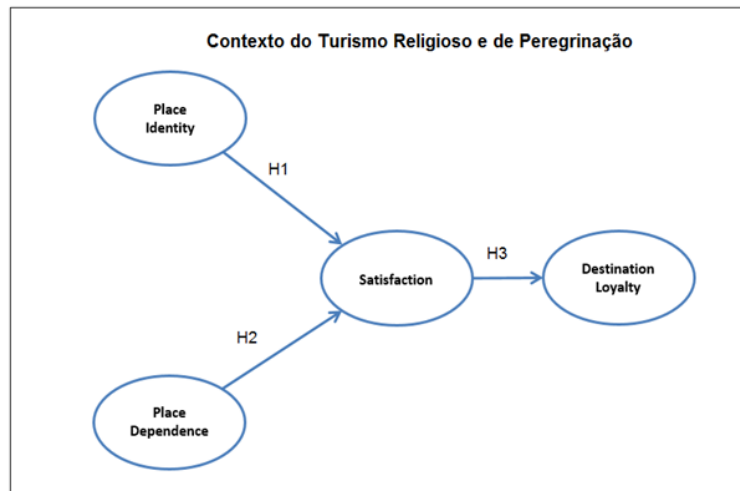 Contexto do Turismo Religioso e de Peregrinação
Place
Identity
H1
Satisfaction
H3
Destination
Loyalty
H2
Place
Dependence